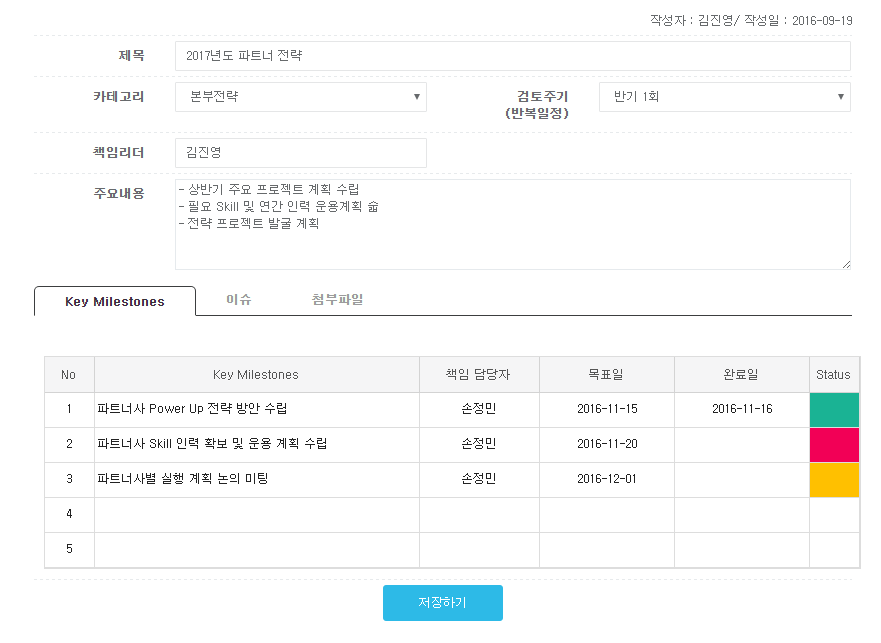 작성자 : 김진영/ 작성일 : 2016-09-19
제목 2017년도 파트너 전략
카테고리 본부전략 검토주기 반기 1회
(반복일정)
책임리더 김진영
주요내용 - 상반기 주요 프로젝트 계획 수립
- 필요 Skill 및 연간 인력 운용계획 숣
- 전략 프로젝트 발굴 계획
Key Milestones 이슈 첨부파일
No Key Milestones 책임 담당자 목표일 완료일 Status
1 파트너사 Power Up 전략 방안 수립 손정민 2016-11-15 2016-11-16
2 파트너사 Skill 인력 확보 및 운용 계획 수립 손정민 2016-11-20
3 파트너사별 실행 계획 논의 미팅 손정민 2016-12-01
4
5
저장하기